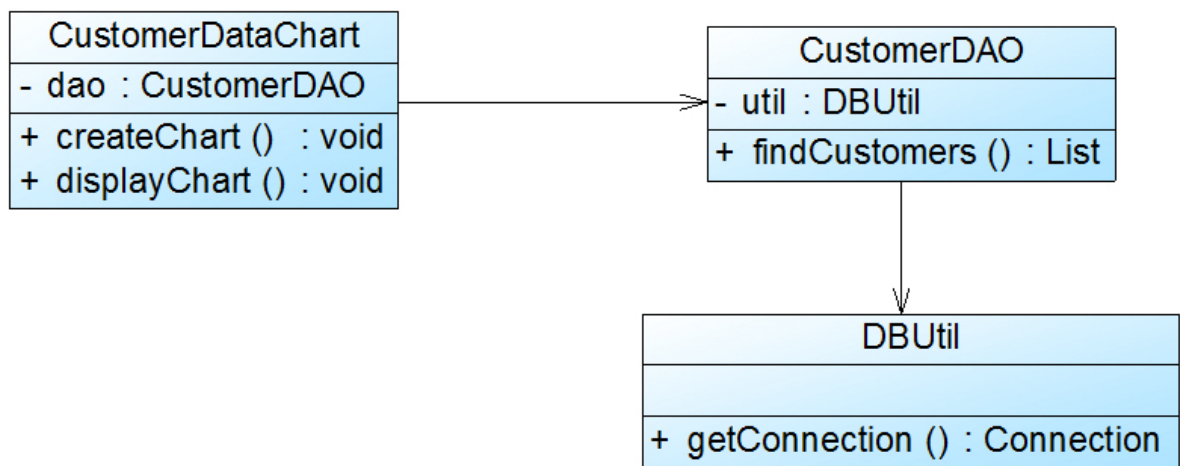 CustomerDataChart
- dao : CustomerDAO
+ createChart () : void
+ displayChart () : void
CustomerDAO
- util : DBUtil
+ findCustomers () : List
DBUtil
+ getConnection () : Connection